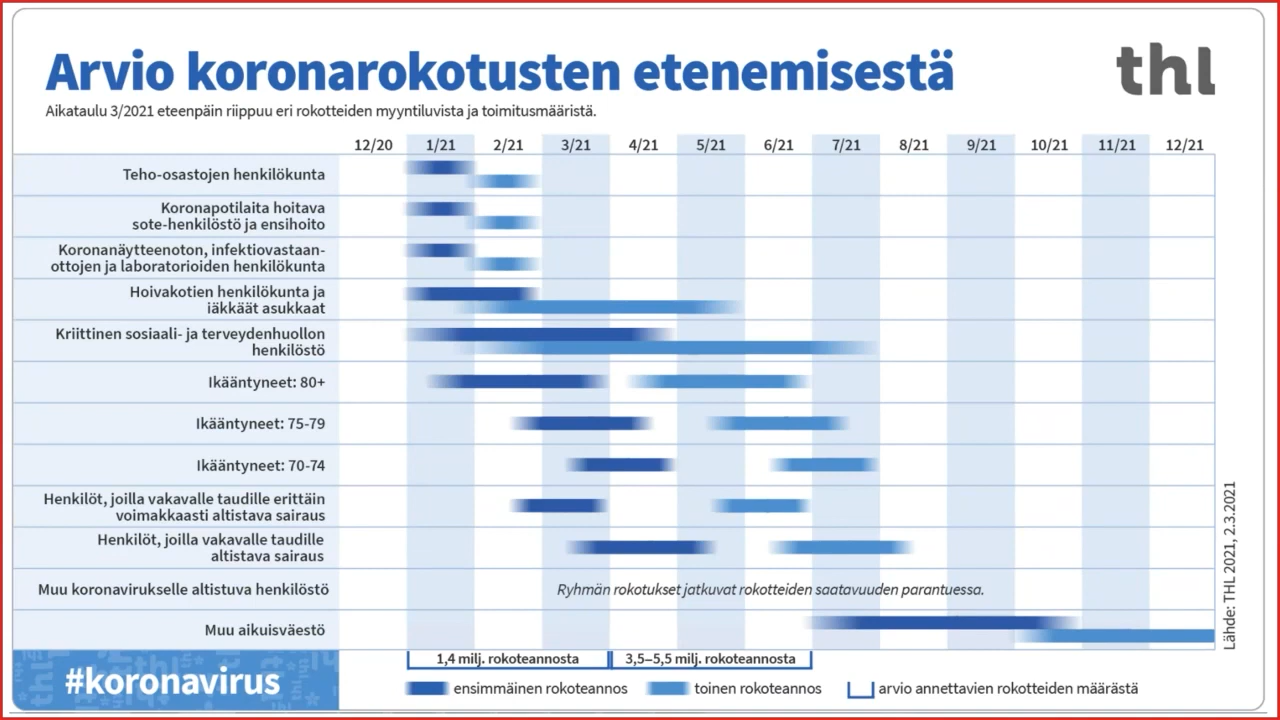 Arvio koronarokotusten etenemisestä
thl
Aikataulu 3/2021 eteenpäin riippuu eri rokotteiden myyntiluvista ja toimitusmääristä.
12/20 1/21 2/21 3/21 4/21 5/21 6/21 7/21 8/21 9/21 10/21 11/21 12/21
Teho-osastojen henkilökunta
Koronapotilaita hoitava
sote-henkilöstö ja ensihoito
Koronanäytteenoton, infektiovastaan-
ottojen ja laboratorioiden henkilökunta
Hoivakotien henkilökunta ja
iäkkäät asukkaat
Kriittinen sosiaali- ja terveydenhuollon
henkilöstö
Ikääntyneet: 80+
Ikääntyneet: 75-79
Ikääntyneet: 70-74
Henkilöt, joilla vakavalle taudille erittäin
voimakkaasti altistava sairaus
Henkilöt, joilla vakavalle taudille
altistava sairaus
Muu koronavirukselle altistuva henkilöstö
Ryhmän rokotukset jatkuvat rokotteiden saatavuuden parantuessa.
Muu aikuisväestö
Lähde: THL 2021, 2.3.2021
1,4 milj. rokoteannosta
3,5–5,5 milj. rokoteannosta
#koronavirus
ensimmäinen rokoteannos
toinen rokoteannos
arvio annettavien rokotteiden määrästä